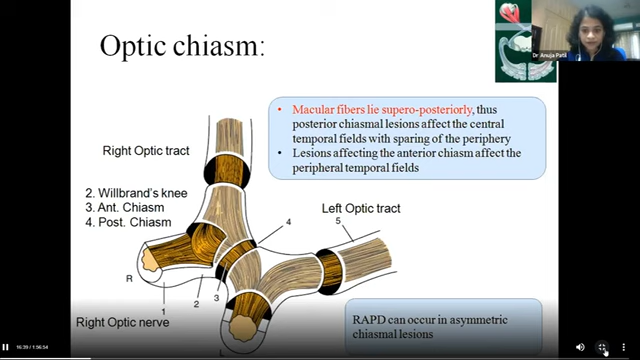 Optic chiasm:
Dr Anuja Patil
• Macular fibers lie supero-posteriorly, thus
posterior chiasmal lesions affect the central
temporal fields with sparing of the periphery
• Lesions affecting the anterior chiasm affect the
peripheral temporal fields
Right Optic tract
2. Willbrand's knee
3. Ant. Chiasm
4. Post. Chiasm
Left Optic tract
4
5
R
3
2
1
L
Right Optic nerve
RAPD can occur in asymmetric
chiasmal lesions
16:39 / 1:56:54